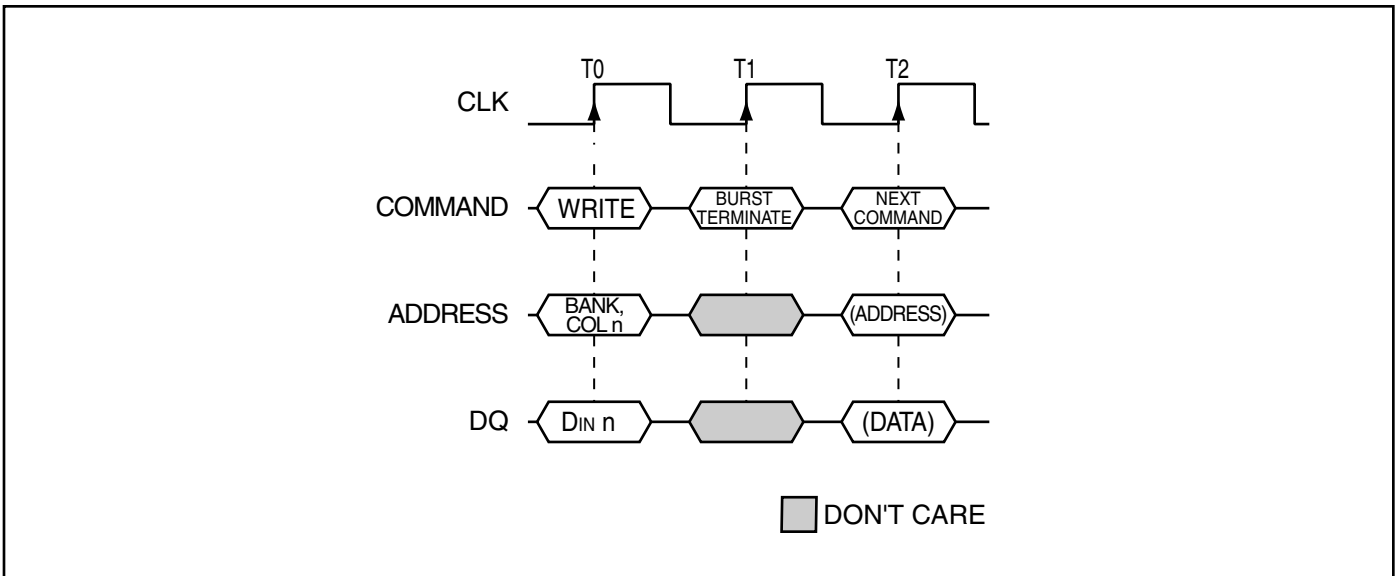 T0 T1 T2
CLK
COMMAND WRITE BURST TERMINATE NEXT COMMAND
ADDRESS BANK, COL n (ADDRESS)
DQ DIN n (DATA)
DON'T CARE